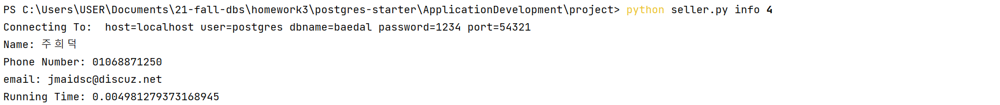 PS C:\Users\USER\Documents\21-fall-dbs\homework3\postgres-starter\ApplicationDevelopment\project> python seller.py info 4
Connecting To:  host=localhost user=postgres dbname=baedal password=1234 port=54321
Name: 주희덕
Phone Number: 01068871250
email: jmaidsc@discuz.net
Running Time: 0.004981279373168945